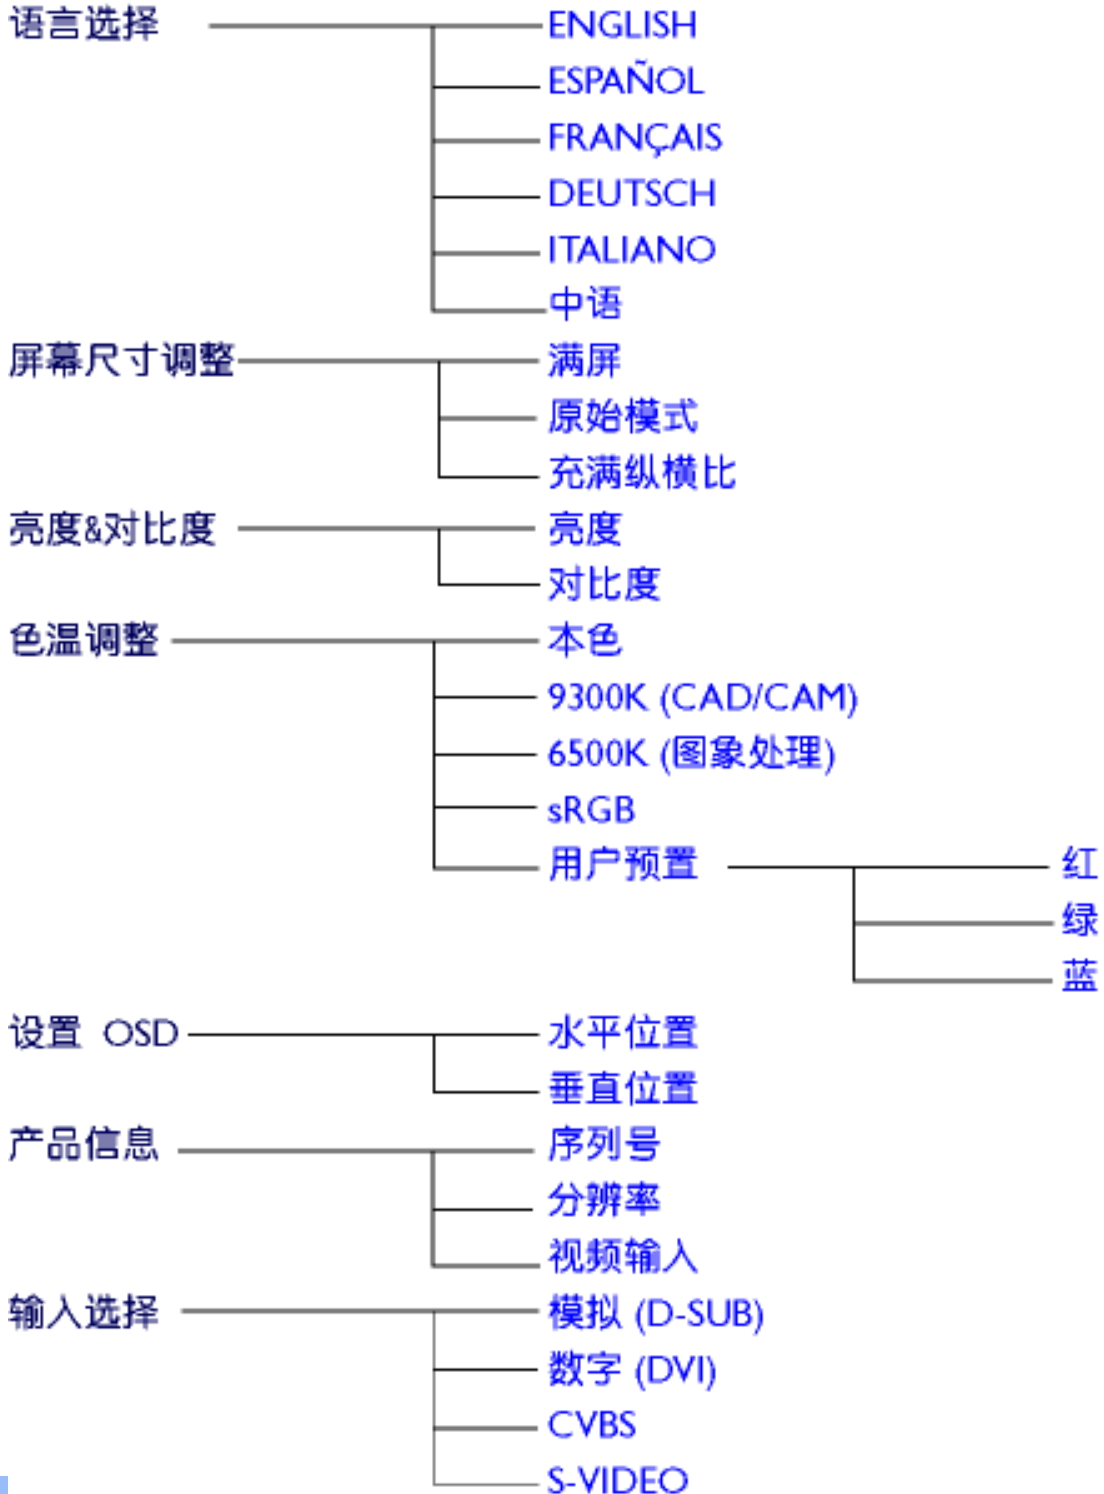 语言选择 ENGLISH
ESPAÑOL
FRANÇAIS
DEUTSCH
ITALIANO
中语
屏幕尺寸调整 满屏
原始模式
充满纵横比
亮度&对比度 亮度
对比度
色温调整 本色
9300K (CAD/CAM)
6500K (图象处理)
sRGB
用户预置 红
绿
蓝
设置 OSD 水平位置
垂直位置
产品信息 序列号
分辨率
视频输入
输入选择 模拟 (D-SUB)
数字 (DVI)
CVBS
S-VIDEO